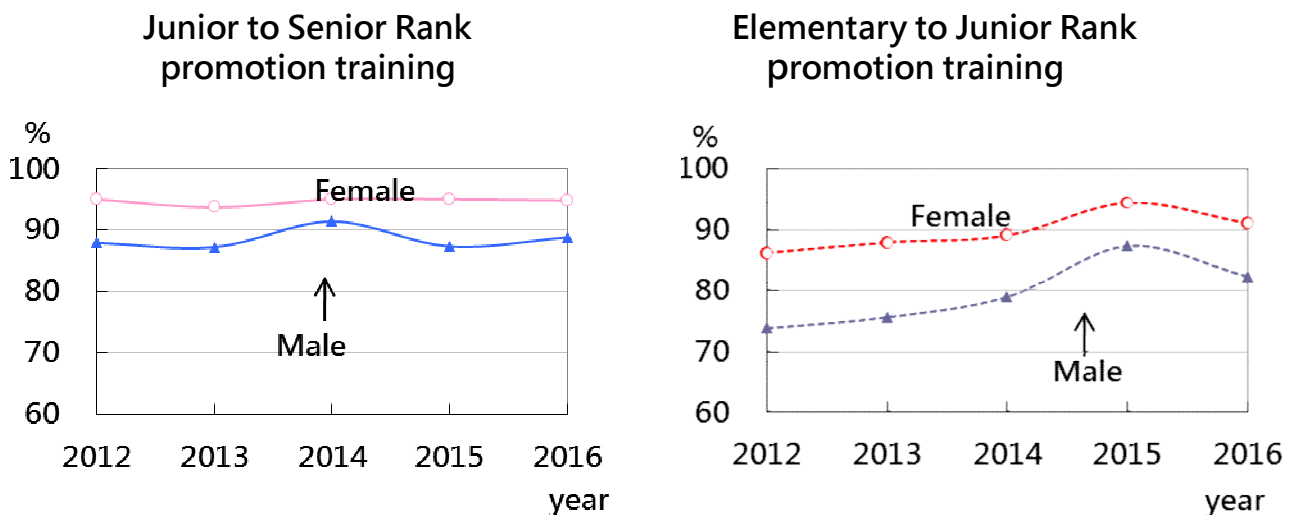 Junior to Senior Rank
promotion training
%
100
90
80
70
60
Female
Male
2012 2013 2014 2015 2016
year
Elementary to Junior Rank
promotion training
%
100
90
80
70
60
Female
Male
2012 2013 2014 2015 2016
year